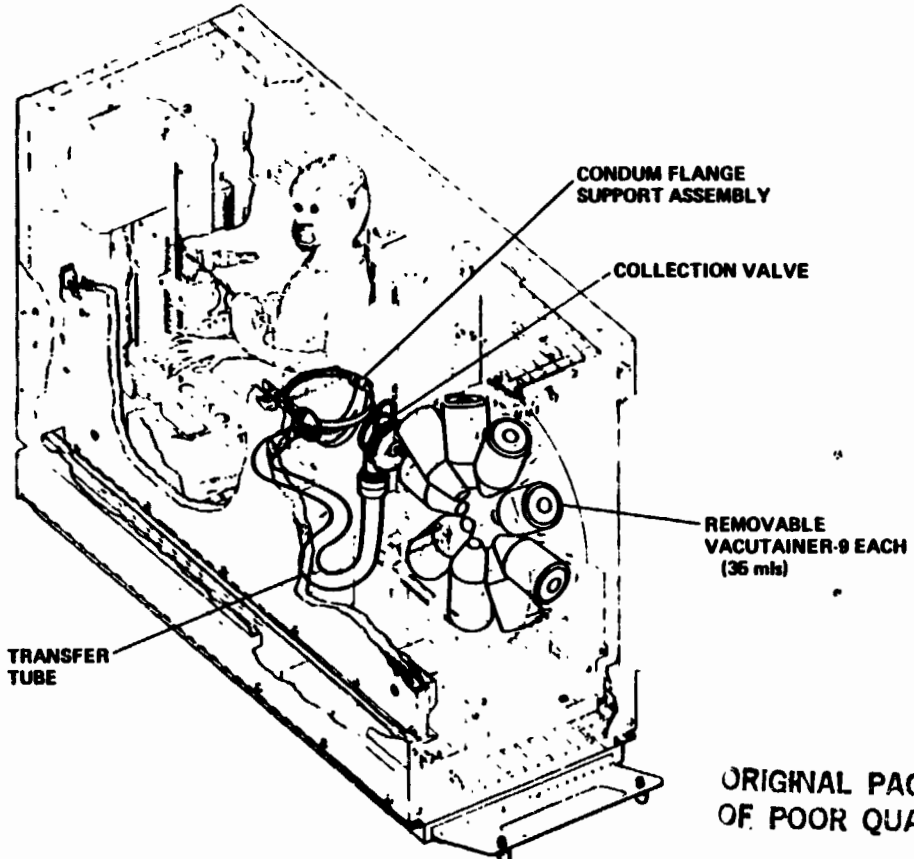 CONDUM FLANGE
SUPPORT ASSEMBLY
COLLECTION VALVE
REMOVABLE
VACUTAINER-9 EACH
(35 mls)
TRANSFER
TUBE
ORIGINAL PAG
OF POOR QUA